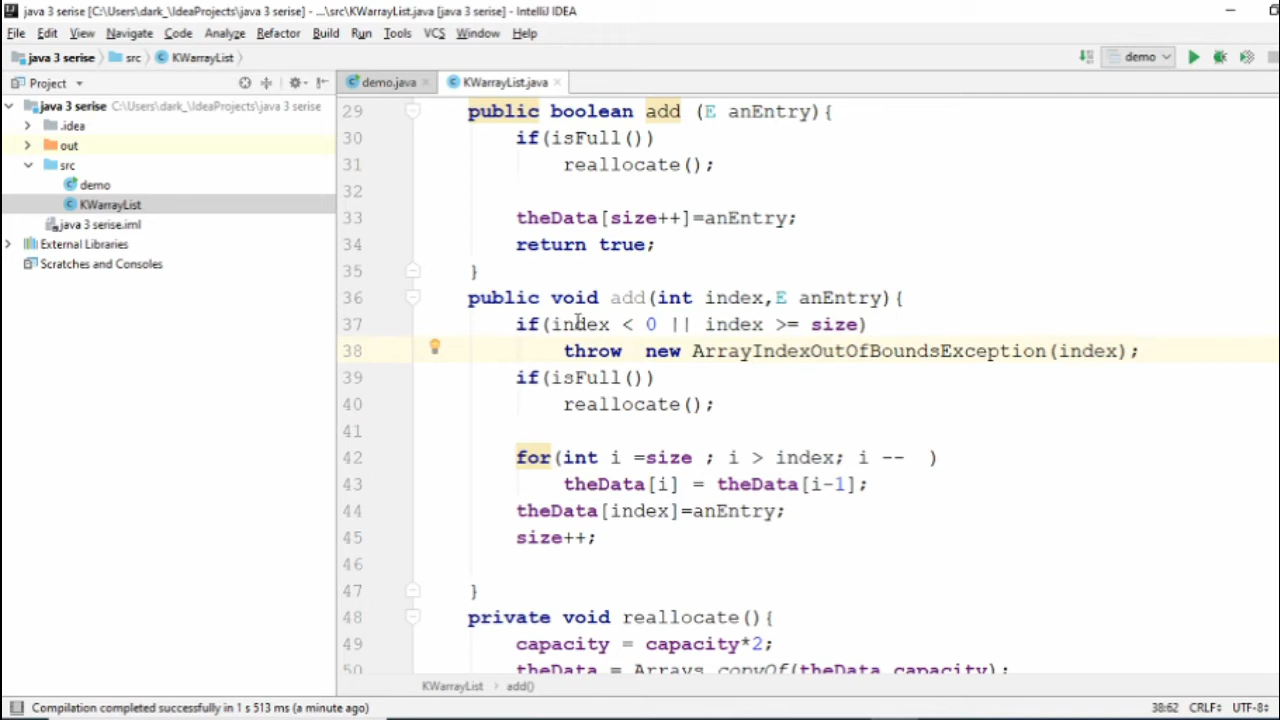 java 3 serise [C:\Users\dark_\IdeaProjects\java 3 serise] - ...\src\KWarrayList.java [java 3 serise] - IntelliJ IDEA
File Edit View Navigate Code Analyze Refactor Build Run Tools VCS Window Help
java 3 serise src KWarrayList demo
Project demo.java KWarrayList.java
java 3 serise C:\Users\dark_\IdeaProjects\java 3 serise
.idea
out
src
demo
KWarrayList
java 3 serise.iml
External Libraries
Scratches and Consoles
29 public boolean add (E anEntry){
30 if(isFull())
31 reallocate();
32
33 theData[size++]=anEntry;
34 return true;
35 }
36 public void add(int index,E anEntry){
37 if(index < 0 || index >= size)
38 throw new ArrayIndexOutOfBoundsException(index);
39 if(isFull())
40 reallocate();
41
42 for(int i =size ; i > index; i -- )
43 theData[i] = theData[i-1];
44 theData[index]=anEntry;
45 size++;
46
47 }
48 private void reallocate(){
49 capacity = capacity*2;
50 theData = Arrays.copyOf(theData,capacity);
KWarrayList add()
Compilation completed successfully in 1 s 513 ms (a minute ago) 38:62 CRLF UTF-8